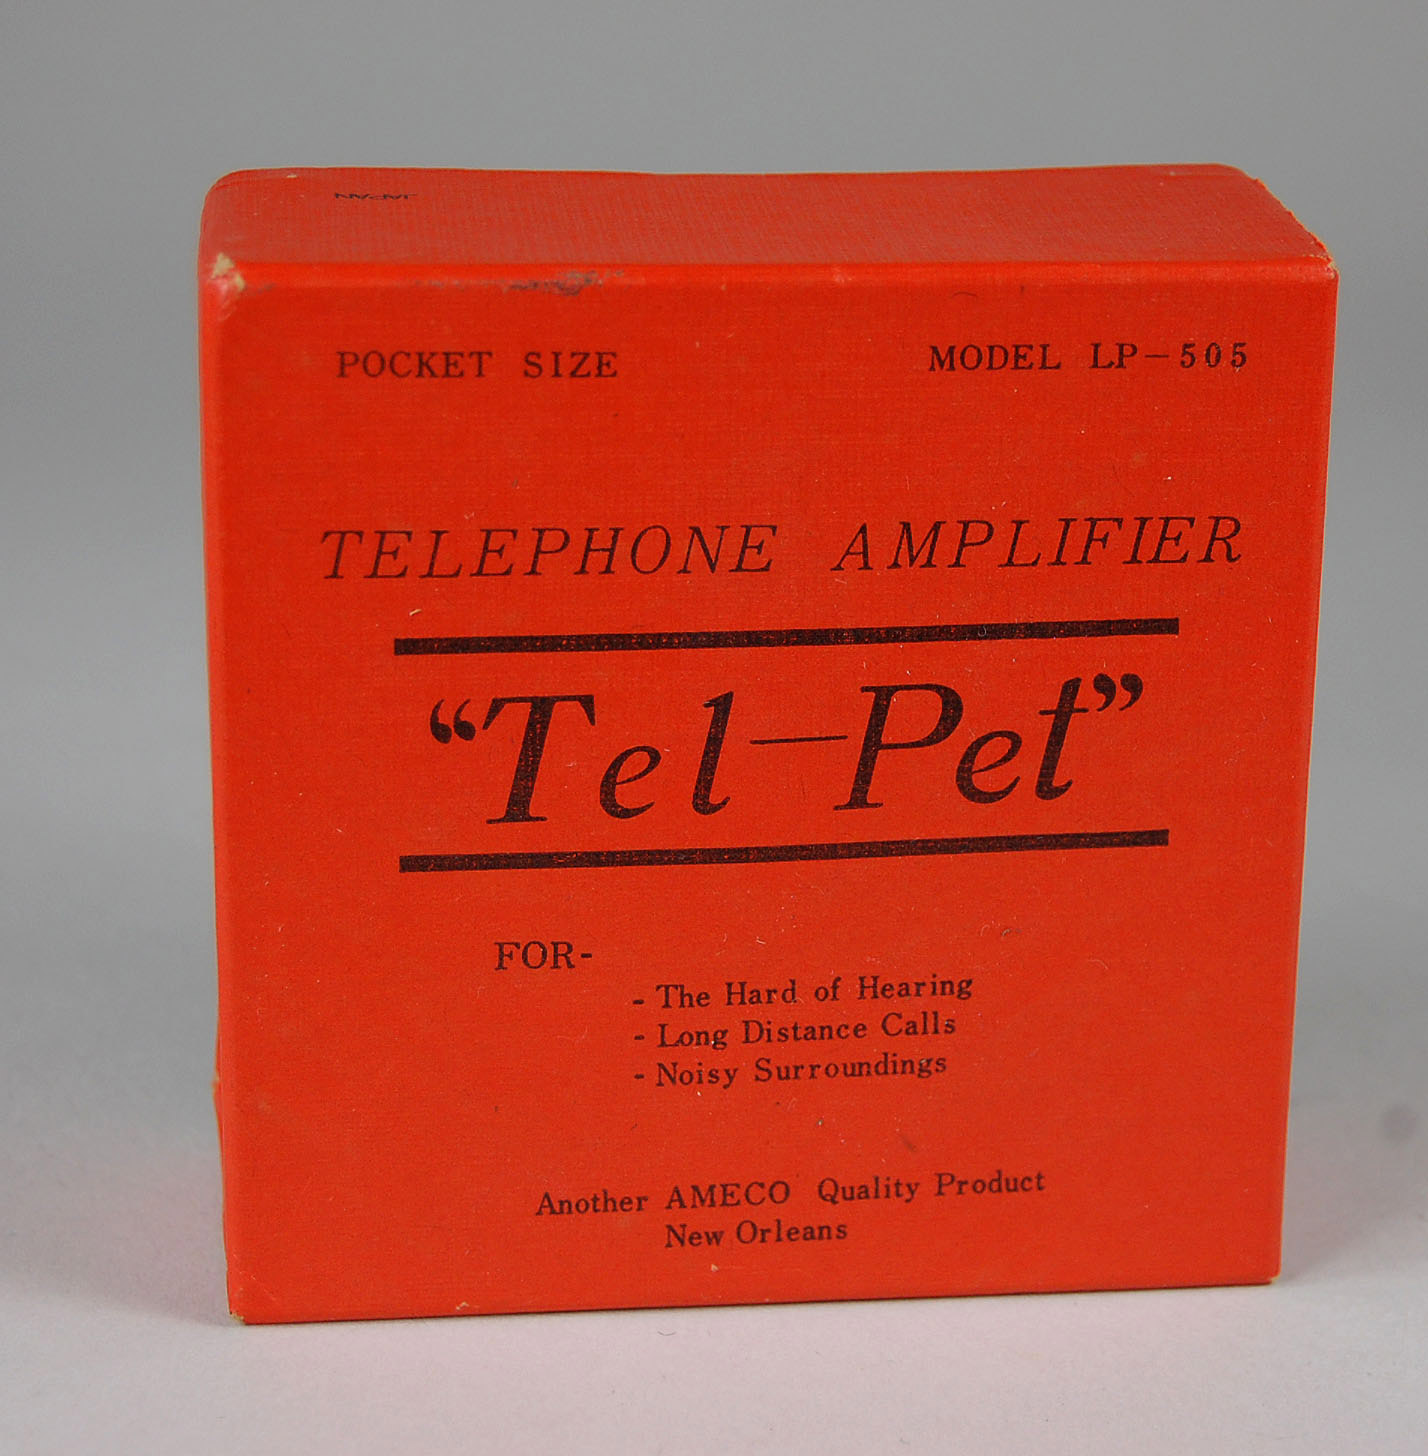 JAPAN
POCKET SIZE MODEL LP-505
TELEPHONE AMPLIFIER
“Tel-Pet”
FOR-
- The Hard of Hearing
- Long Distance Calls
- Noisy Surroundings
Another AMECO Quality Product
New Orleans